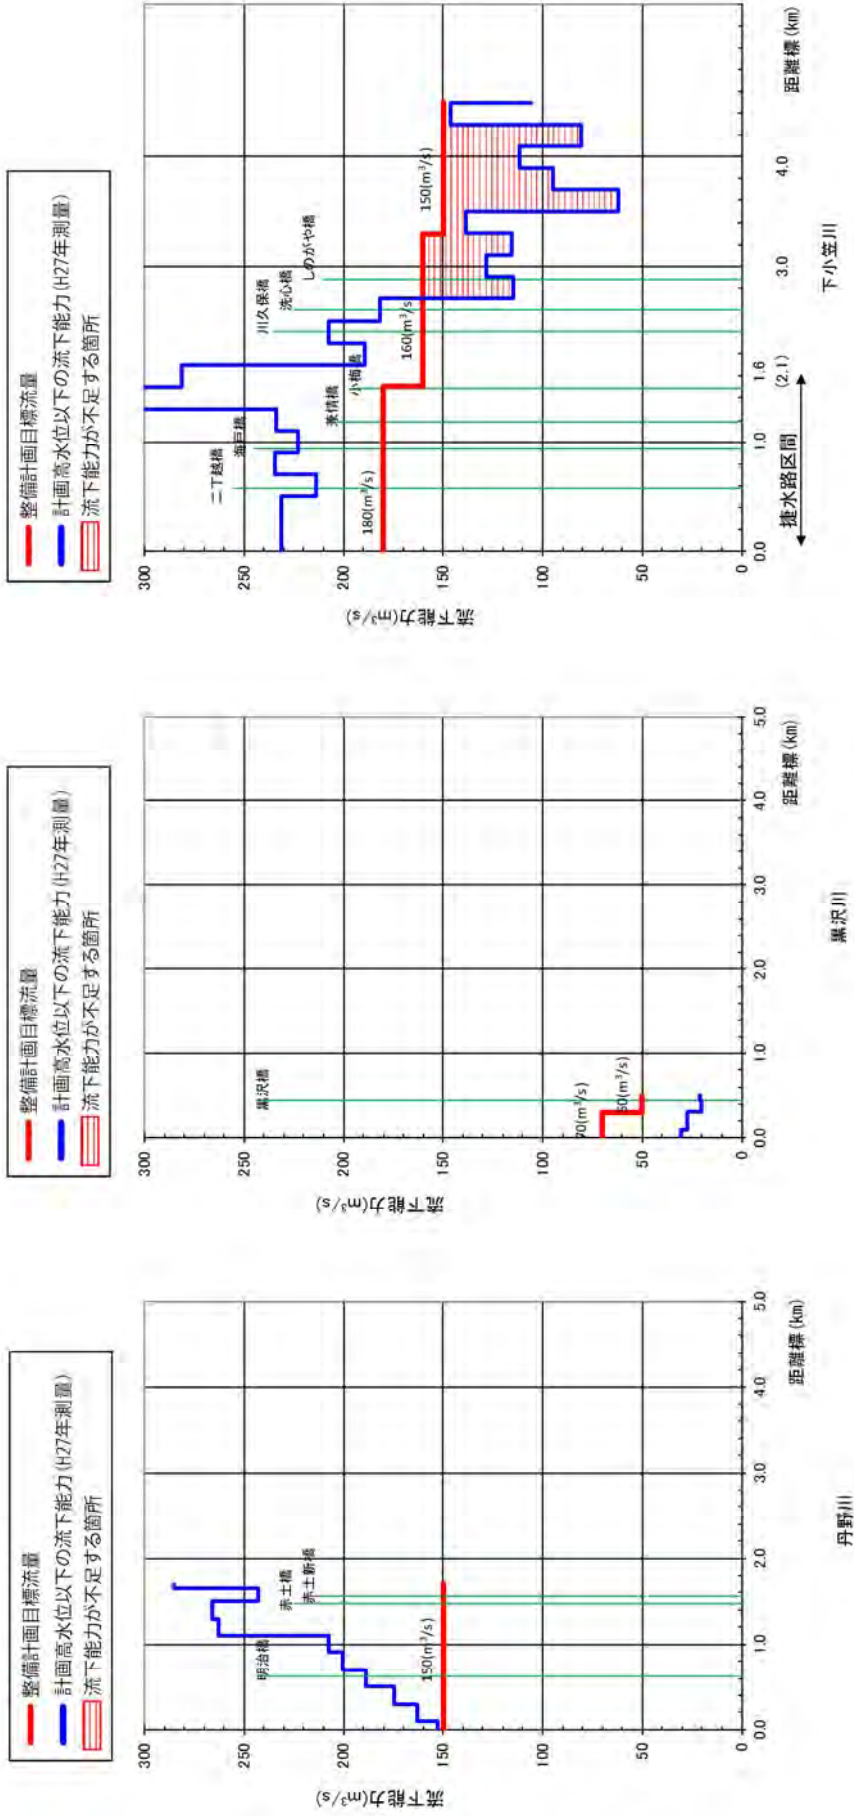 整備計画目標流量
計画高水位以下の流下能力(H27年測量)
流下能力が不足する箇所
流下能力(m³/s)
300
250
200
150
100
50
0
明治橋
赤土橋
赤土新橋
150(m³/s)
0.0
1.0
2.0
3.0
4.0
5.0
距離標(km)
丹野川
整備計画目標流量
計画高水位以下の流下能力(H27年測量)
流下能力が不足する箇所
流下能力(m³/s)
300
250
200
150
100
50
0
黒沢橋
70(m³/s)
50(m³/s)
0.0
1.0
2.0
3.0
4.0
5.0
距離標(km)
黒沢川
整備計画目標流量
計画高水位以下の流下能力(H27年測量)
流下能力が不足する箇所
流下能力(m³/s)
300
250
200
150
100
50
0
二丁越橋
海戸橋
小梅橋
川久保橋
洗心橋
しのがや橋
180(m³/s)
160(m³/s)
150(m³/s)
0.0
1.0
1.6
(2.1)
3.0
4.0
距離標(km)
捷水路区間
下小笠川